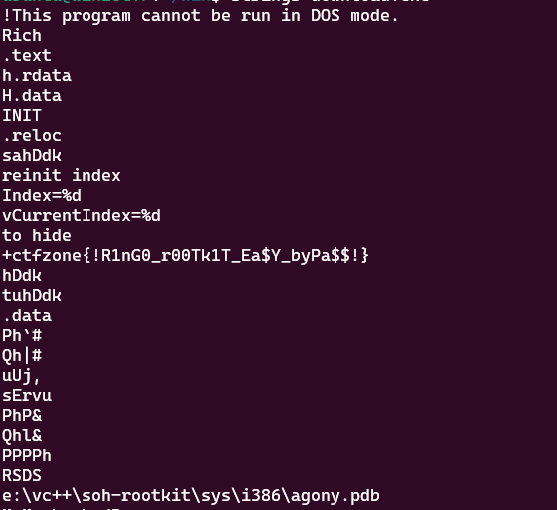 !This program cannot be run in DOS mode.
Rich
.text
h.rdata
H.data
INIT
.reloc
sahDdk
reinit index
Index=%d
vCurrentIndex=%d
to hide
+ctfzone{!R1nG0_r00Tk1T_Ea$Y_byPa$$!}
hDdk
tuhDdk
.data
Ph`#
Qh|#
uUj,
sErvu
PhP&
Qhl&
PPPPh
RSDS
e:\vc++\soh-rootkit\sys\i386\agony.pdb